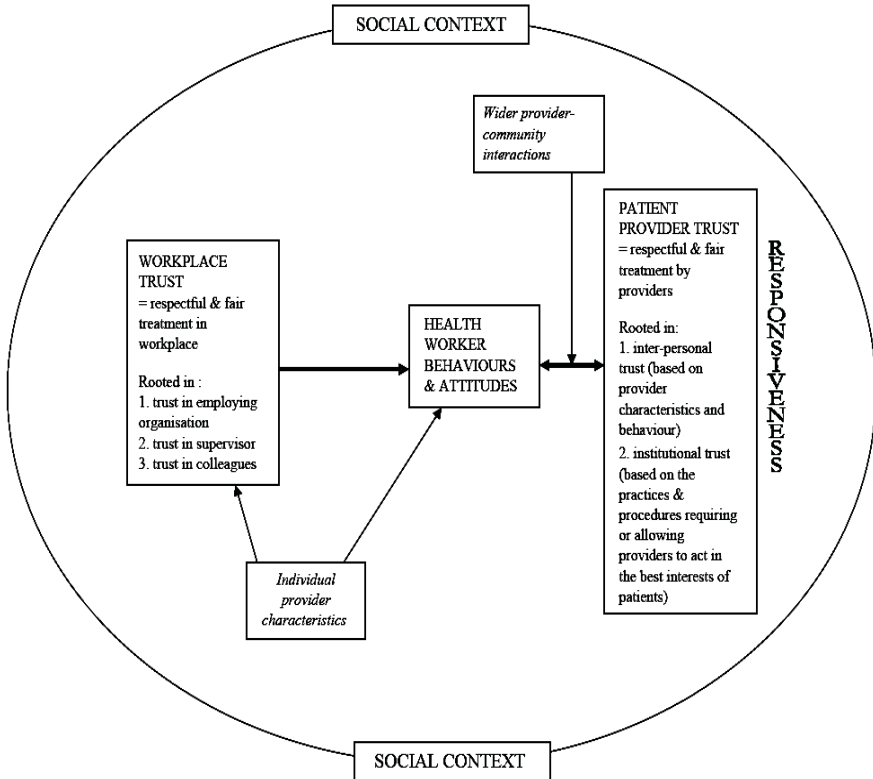 SOCIAL CONTEXT
Wider provider-
community
interactions
PATIENT
PROVIDER TRUST
= respectful & fair
treatment by
providers
Rooted in:
1. inter-personal
trust (based on
provider
characteristics and
behaviour)
2. institutional trust
(based on the
practices &
procedures requiring
or allowing
providers to act in
the best interests of
patients)
RESPONSIVENESS
WORKPLACE
TRUST
= respectful & fair
treatment in
workplace
Rooted in :
1. trust in employing
organisation
2. trust in supervisor
3. trust in colleagues
HEALTH
WORKER
BEHAVIOURS
& ATTITUDES
Individual
provider
characteristics
SOCIAL CONTEXT